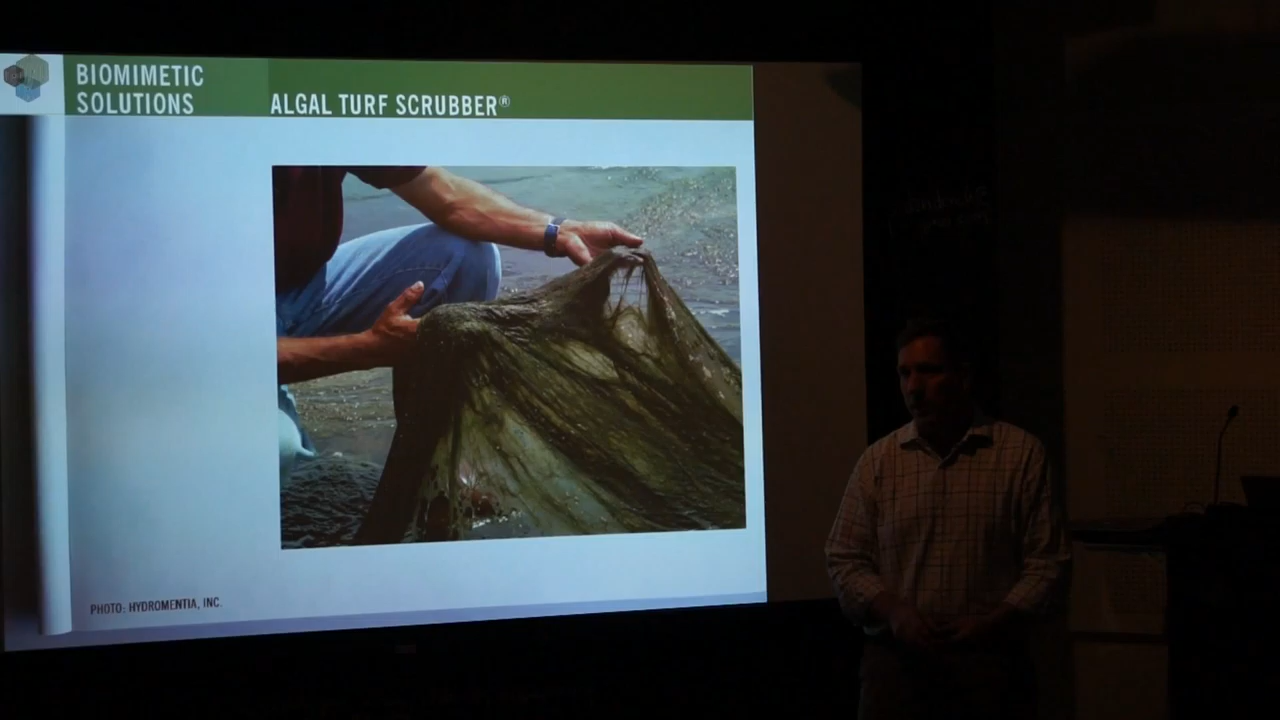 BIOMIMETIC
SOLUTIONS
ALGAL TURF SCRUBBER®
PHOTO: HYDROMENTIA, INC.